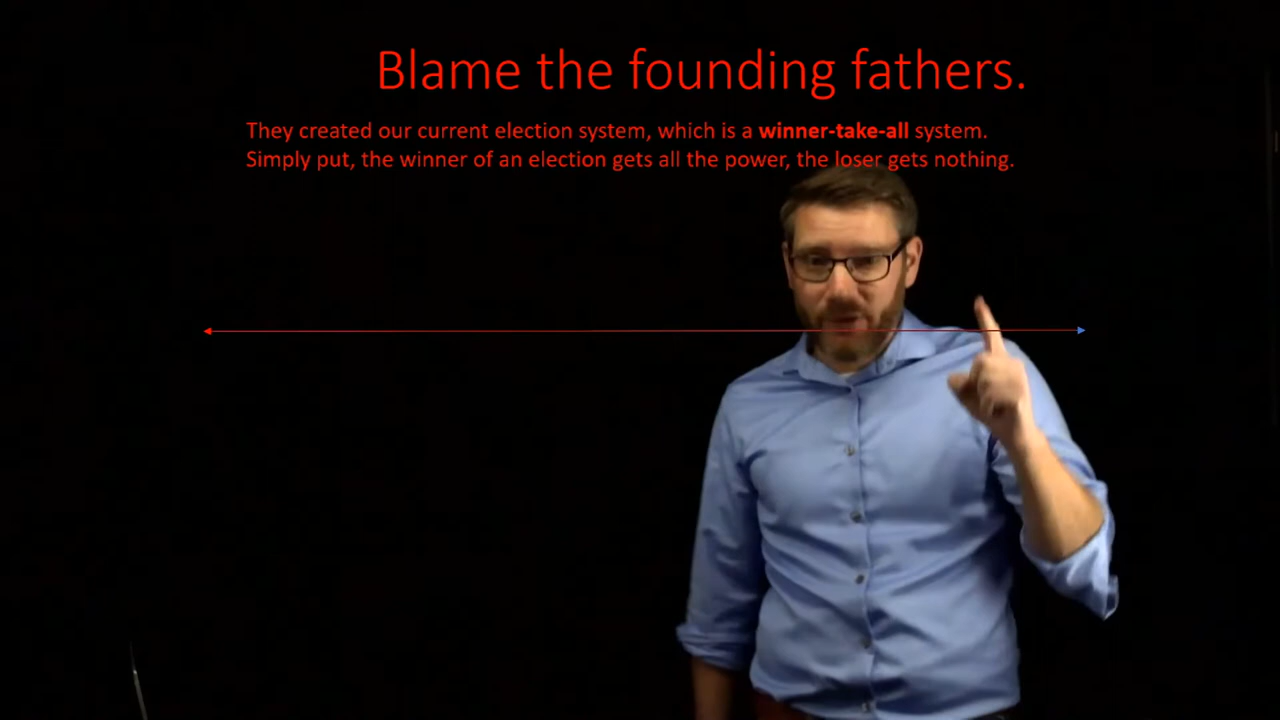 Blame the founding fathers.
They created our current election system, which is a winner-take-all system.
Simply put, the winner of an election gets all the power, the loser gets nothing.